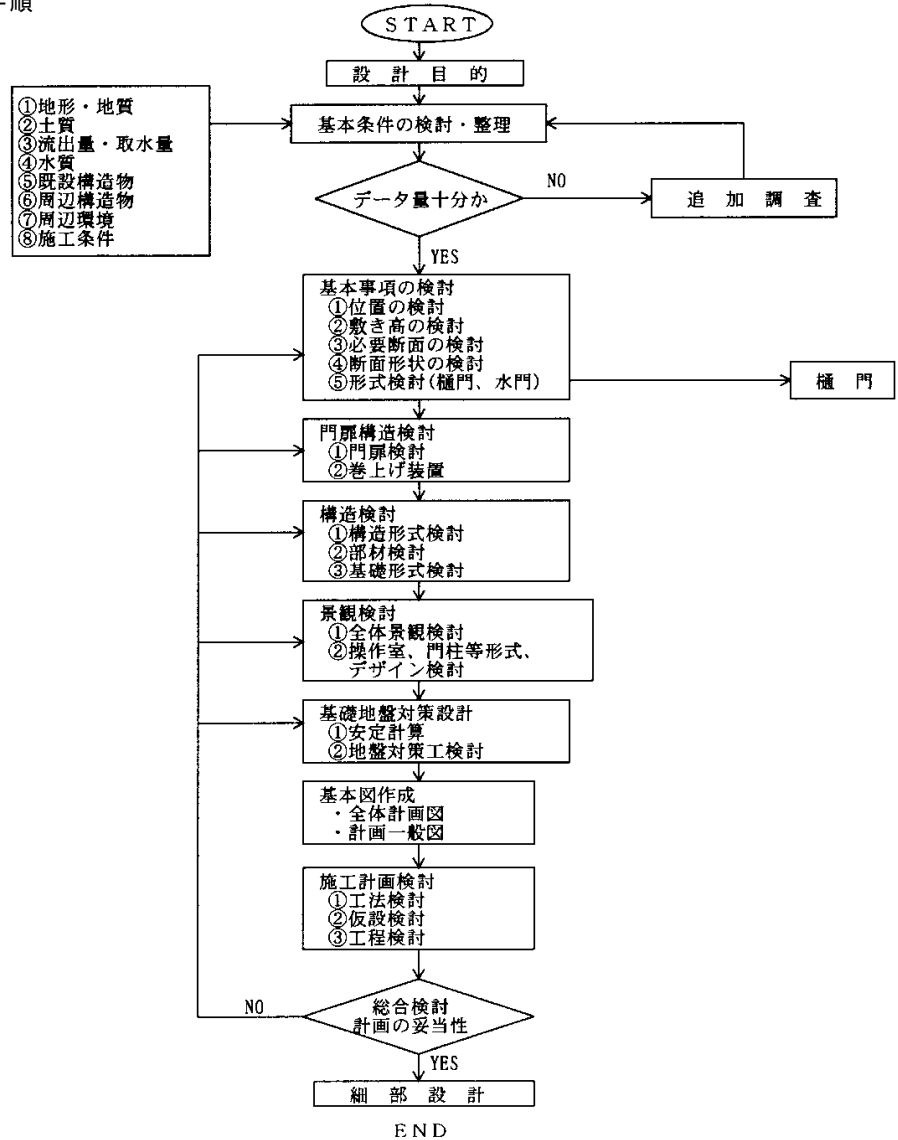 順
START
設計目的
①地形・地質
②土質
③流出量・取水量
④水質
⑤既設構造物
⑥周辺構造物
⑦周辺環境
⑧施工条件
基本条件の検討・整理
データ量十分か
NO
追加調査
YES
基本事項の検討
①位置の検討
②敷き高の検討
③必要断面の検討
④断面形状の検討
⑤形式検討(樋門、水門)
樋門
門扉構造検討
①門扉検討
②巻上げ装置
構造検討
①構造形式検討
②部材検討
③基礎形式検討
景観検討
①全体景観検討
②操作室、門柱等形式、
デザイン検討
基礎地盤対策設計
①安定計算
②地盤対策工検討
基本図作成
・全体計画図
・計画一般図
施工計画検討
①工法検討
②仮設検討
③工程検討
NO
総合検討
計画の妥当性
YES
細部設計
END